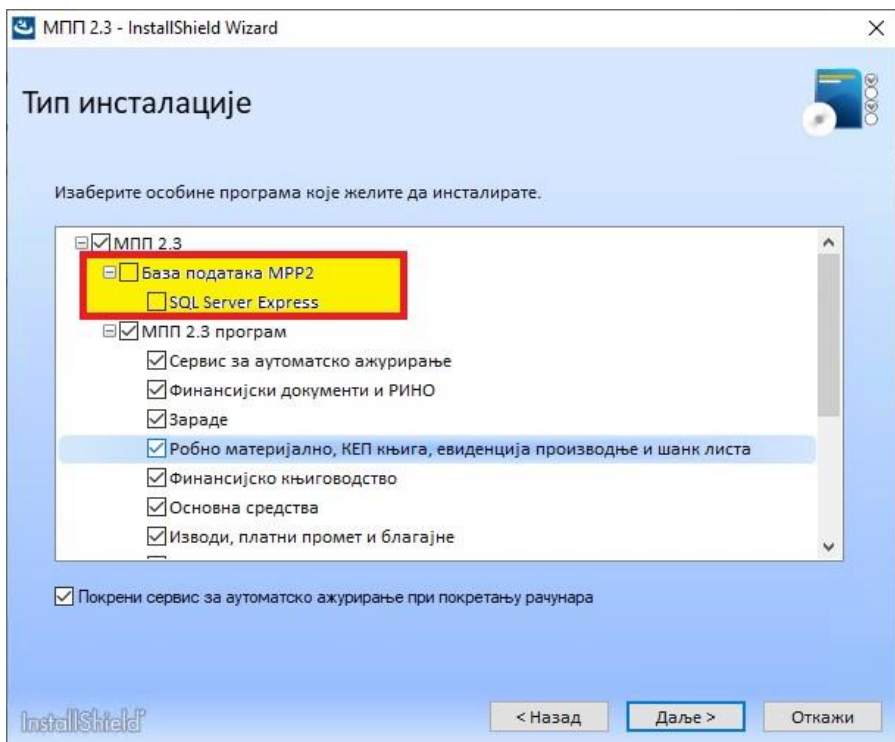 МПП 2.3 - InstallShield Wizard
Тип инсталације
Изаберите особине програма које желите да инсталирате.
МПП 2.3
База података MPP2
SQL Server Express
МПП 2.3 програм
Сервис за аутоматско ажурирање
Финансијски документи и РИНО
Зараде
Робно материјално, КЕП књига, евиденција производње и шанк листа
Финансијско књиговодство
Основна средства
Изводи, платни промет и благајне
Покрени сервис за аутоматско ажурирање при покретању рачунара
InstallShield
< Назад
Даље >
Откажи